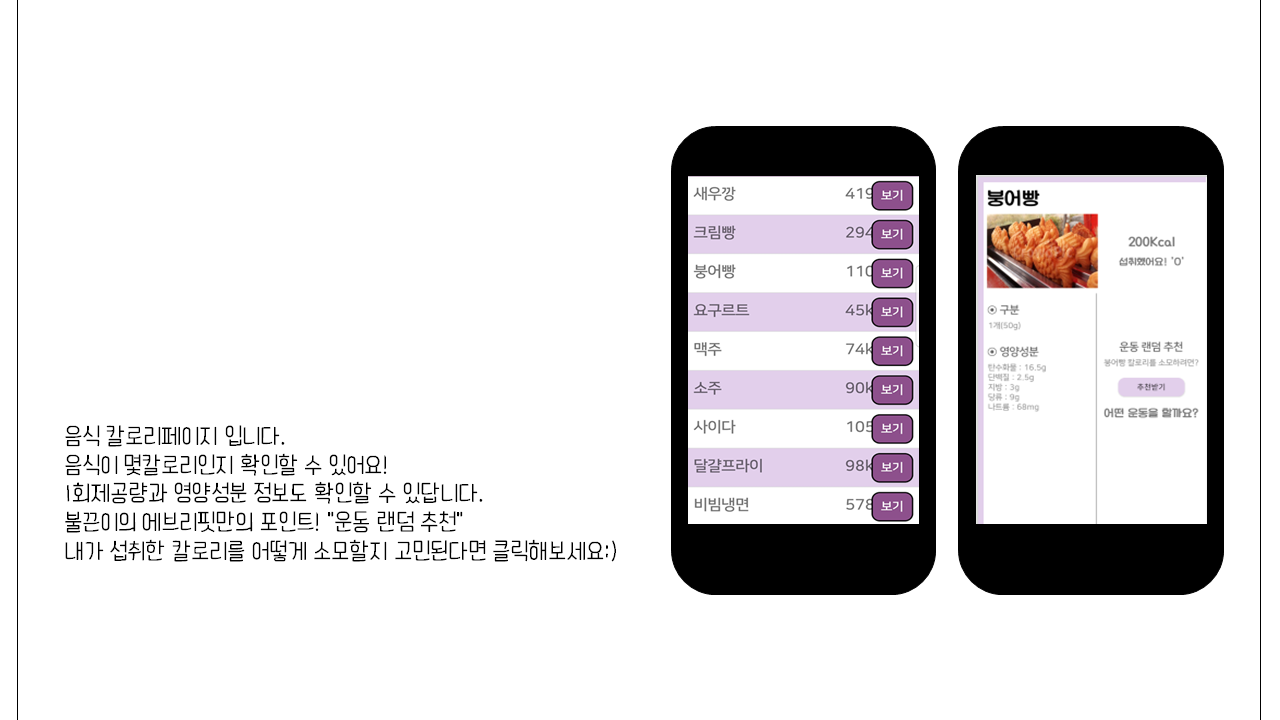 음식 칼로리페이지 입니다.
음식이 몇칼로리인지 확인할 수 있어요!
1회제공량과 영양성분 정보도 확인할 수 있답니다.
불끈이의 에브리핏만의 포인트! "운동 랜덤 추천"
내가 섭취한 칼로리를 어떻게 소모할지 고민된다면 클릭해보세요:)
새우깡 419 보기
크림빵 294 보기
붕어빵 110 보기
요구르트 45k 보기
맥주 74k 보기
소주 90k 보기
사이다 105 보기
달걀프라이 98k 보기
비빔냉면 578 보기
붕어빵
200Kcal
섭취했어요! 'O'
구분
1개(50g)
영양성분
탄수화물 : 16.5g
단백질 : 2.5g
지방 : 3g
당류 : 9g
나트륨 : 68mg
운동 랜덤 추천
붕어빵 칼로리를 소모하려면?
추천받기
어떤 운동을 할까요?